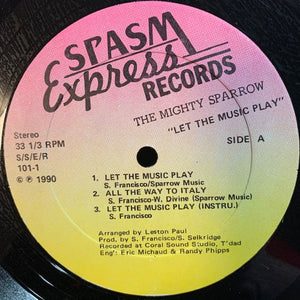 SPASM
Express
RECORDS
THE MIGHTY SPARROW
"LET THE MUSIC PLAY"
Stereo
33 1/3 RPM
S/S/E/R
101-1
© ℗ 1990
SIDE A
1. LET THE MUSIC PLAY
S. Francisco/Sparrow Music
2. ALL THE WAY TO ITALY
S. Francisco-W. Divine (Sparrow Music)
3. LET THE MUSIC PLAY (INSTRU.)
S. Francisco
Arranged by Leston Paul
Prod. by S. Francisco/S. Selkridge
Recorded at Coral Sound Studio, T'dad
Eng': Eric Michaud & Randy Phipps